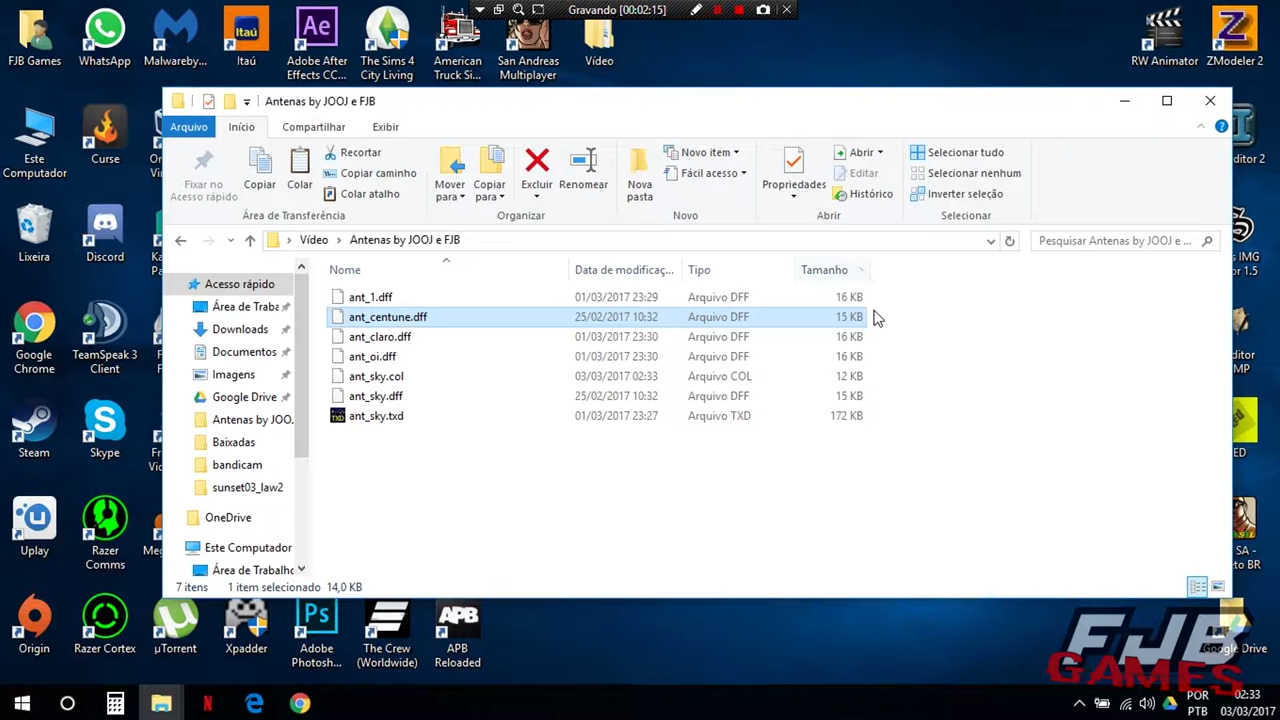 Gravando [00:02:15]
FJB Games
WhatsApp
Malwareby...
Itaú
Adobe After Effects CC...
The Sims 4 City Living
American Truck Si...
San Andreas Multiplayer
Vídeo
RW Animator
ZModeler 2
Antenas by JOOJ e FJB
Arquivo Início Compartilhar Exibir
Fixar no Acesso rápido
Copiar
Colar
Recortar
Copiar caminho
Colar atalho
Mover para
Copiar para
Excluir
Renomear
Nova pasta
Novo item
Fácil acesso
Propriedades
Abrir
Editar
Histórico
Selecionar tudo
Selecionar nenhum
Inverter seleção
Área de Transferência Organizar Novo Abrir Selecionar
Vídeo > Antenas by JOOJ e FJB
Pesquisar Antenas by JOOJ e ...
Nome Data de modificaç... Tipo Tamanho
ant_1.dff 01/03/2017 23:29 Arquivo DFF 16 KB
ant_centune.dff 25/02/2017 10:32 Arquivo DFF 15 KB
ant_claro.dff 01/03/2017 23:30 Arquivo DFF 16 KB
ant_oi.dff 01/03/2017 23:30 Arquivo DFF 16 KB
ant_sky.col 03/03/2017 02:33 Arquivo COL 12 KB
ant_sky.dff 25/02/2017 10:32 Arquivo DFF 15 KB
TXD ant_sky.txd 01/03/2017 23:27 Arquivo TXD 172 KB
Acesso rápido
Área de Traba
Downloads
Documentos
Imagens
Google Drive
Antenas by JOO.
Baixadas
bandicam
sunset03_law2
OneDrive
Este Computador
Área de Trabalho
7 itens 1 item selecionado 14,0 KB
Este Computador
Curse
Lixeira
Discord
Google Chrome
TeamSpeak 3 Client
Steam
Skype
Uplay
Razer Comms
Origin
Razer Cortex
µTorrent
Xpadder
Adobe Photosh...
The Crew (Worldwide)
APB Reloaded
Google Drive
FJB
GAMES
POR
PTB
02:33
03/03/2017